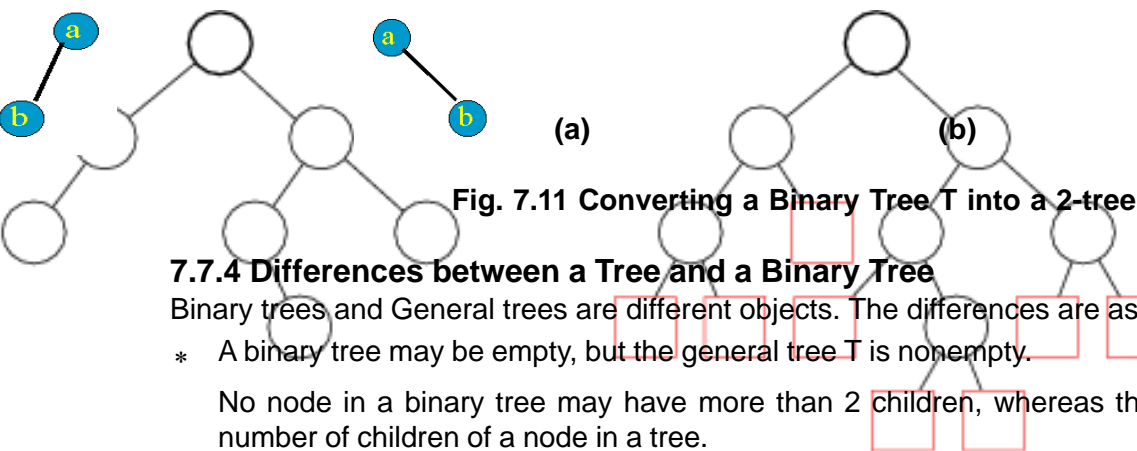 a
a
b
b
(a)
(b)
Fig. 7.11 Converting a Binary Tree T into a 2-tree
7.7.4 Differences between a Tree and a Binary Tree
Binary trees and General trees are different objects. The differences are as
* A binary tree may be empty, but the general tree T is nonempty.
No node in a binary tree may have more than 2 children, whereas th
number of children of a node in a tree.